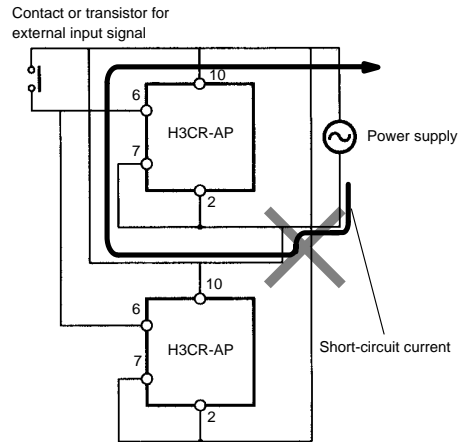 Contact or transistor for
external input signal
10
6
H3CR-AP
7
2
Power supply
10
6
H3CR-AP
7
2
Short-circuit current